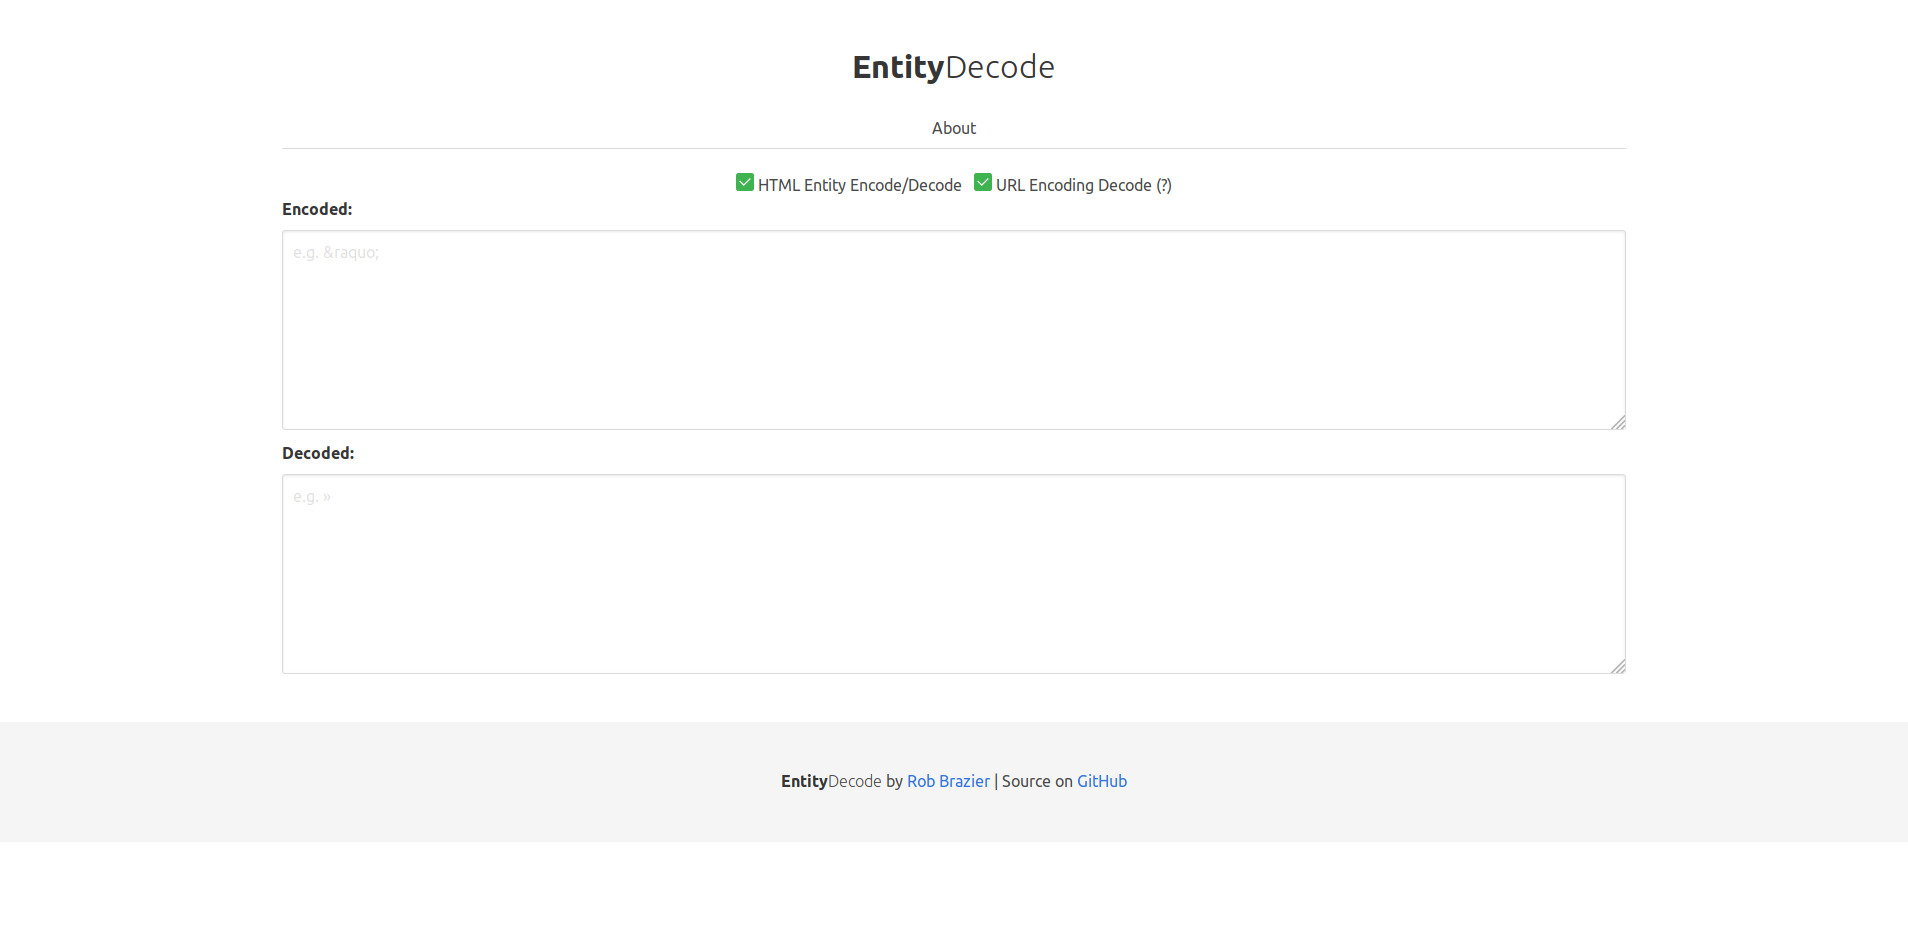 EntityDecode
About
HTML Entity Encode/Decode URL Encoding Decode (?)
Encoded:
e.g. &raquo;
Decoded:
e.g. »
EntityDecode by Rob Brazier | Source on GitHub